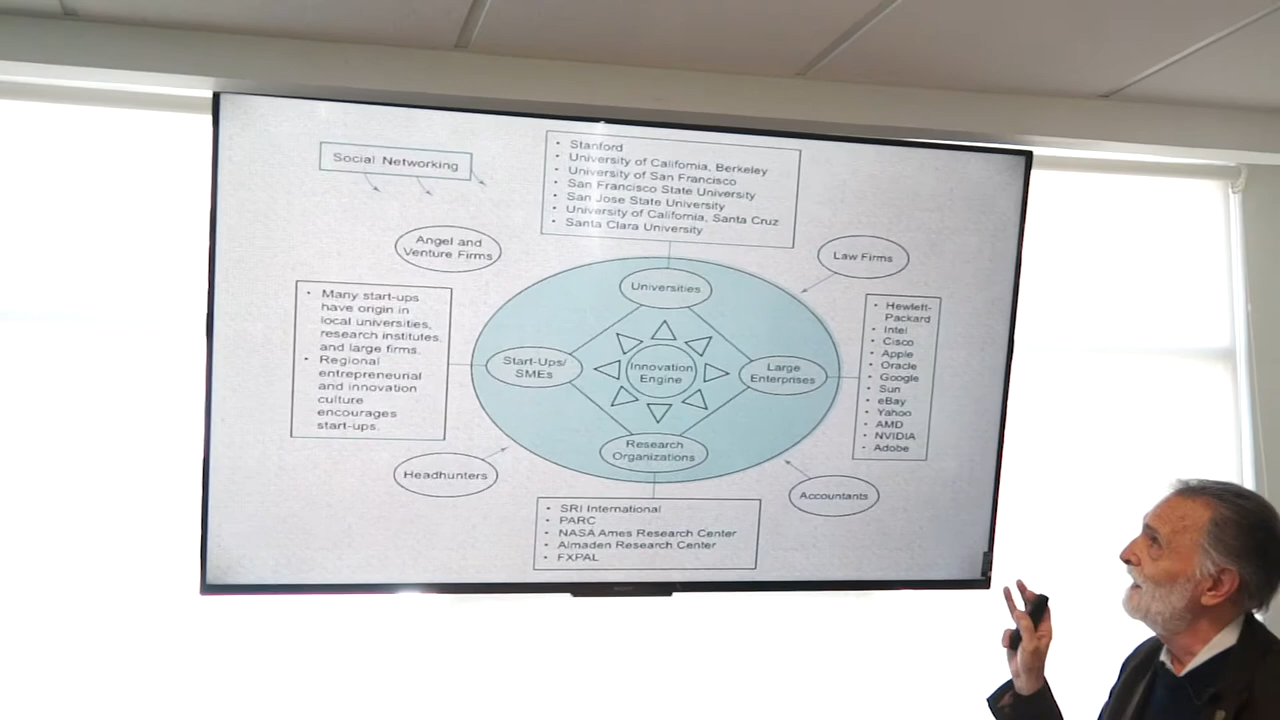 Social Networking
• Stanford
• University of California, Berkeley
• University of San Francisco
• San Francisco State University
• San Jose State University
• University of California, Santa Cruz
• Santa Clara University
Angel and
Venture Firms
Law Firms
Universities
• Many start-ups
have origin in
local universities,
research institutes,
and large firms.
• Regional
entrepreneurial
and innovation
culture
encourages
start-ups.
Start-Ups/
SMEs
Innovation
Engine
Large
Enterprises
• Hewlett-
Packard
• Intel
• Cisco
• Apple
• Oracle
• Google
• Sun
• eBay
• Yahoo
• AMD
• NVIDIA
• Adobe
Research
Organizations
Headhunters
Accountants
• SRI International
• PARC
• NASA Ames Research Center
• Almaden Research Center
• FXPAL